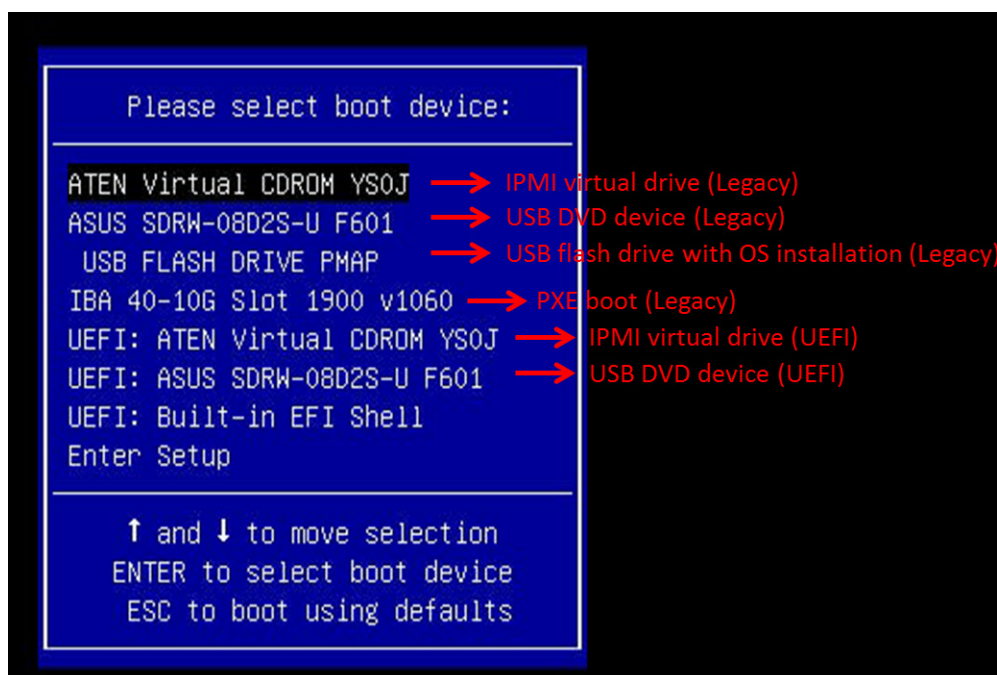 Please select boot device:
ATEN Virtual CDROM YS0J → IPMI virtual drive (Legacy)
ASUS SDRW-08D2S-U F601 → USB DVD device (Legacy)
USB FLASH DRIVE PMAP → USB flash drive with OS installation (Legacy)
IBA 40-10G Slot 1900 v1060 → PXE boot (Legacy)
UEFI: ATEN Virtual CDROM YS0J → IPMI virtual drive (UEFI)
UEFI: ASUS SDRW-08D2S-U F601 → USB DVD device (UEFI)
UEFI: Built-in EFI Shell
Enter Setup
↑ and ↓ to move selection
ENTER to select boot device
ESC to boot using defaults